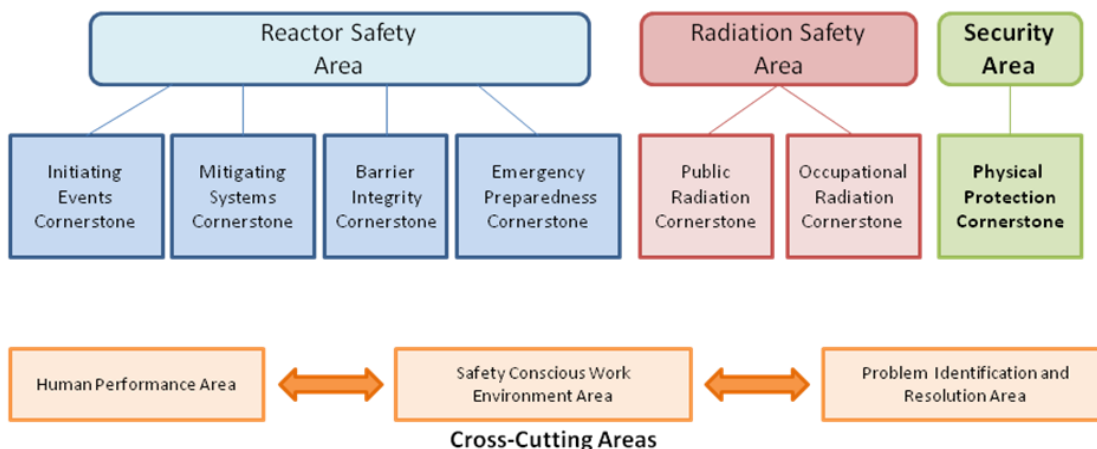 Reactor Safety
Area
Radiation Safety
Area
Security
Area
Initiating
Events
Cornerstone
Mitigating
Systems
Cornerstone
Barrier
Integrity
Cornerstone
Emergency
Preparedness
Cornerstone
Public
Radiation
Cornerstone
Occupational
Radiation
Cornerstone
Physical
Protection
Cornerstone
Human Performance Area
Safety Conscious Work
Environment Area
Problem Identification and
Resolution Area
Cross-Cutting Areas